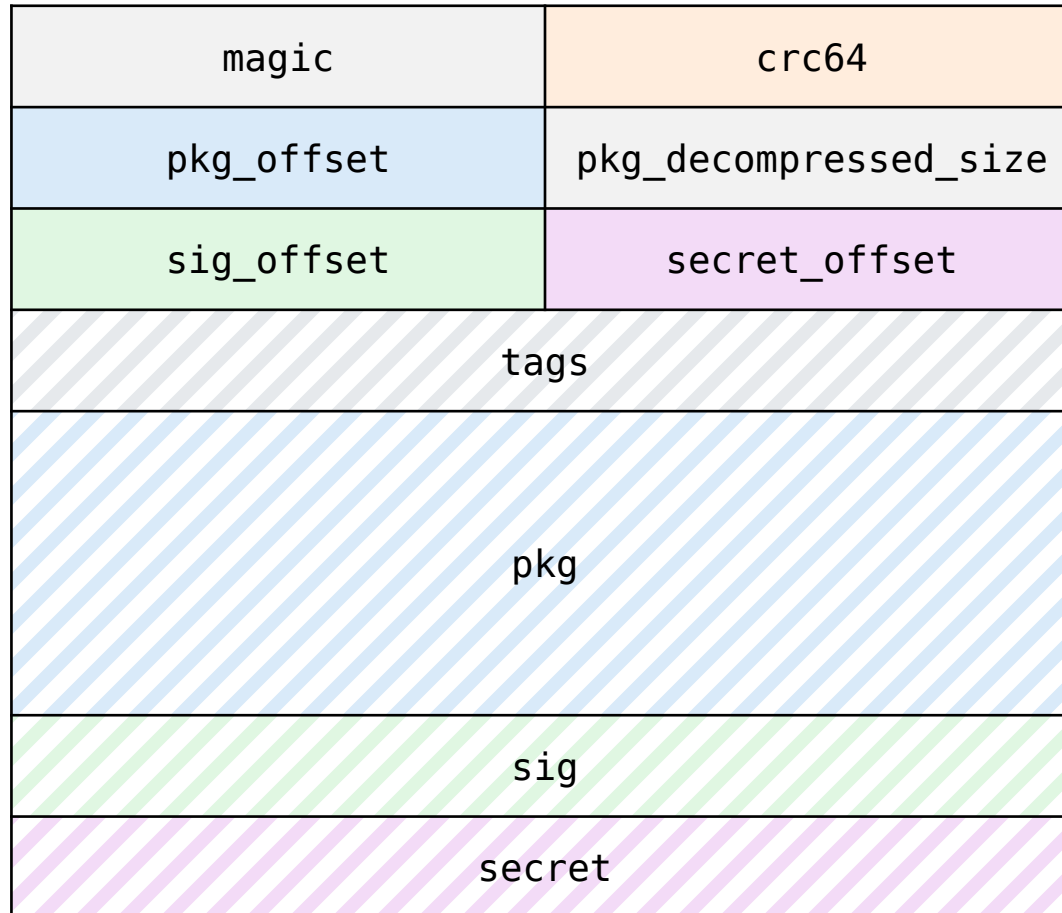 magic crc64
pkg_offset pkg_decompressed_size
sig_offset secret_offset
tags
pkg
sig
secret